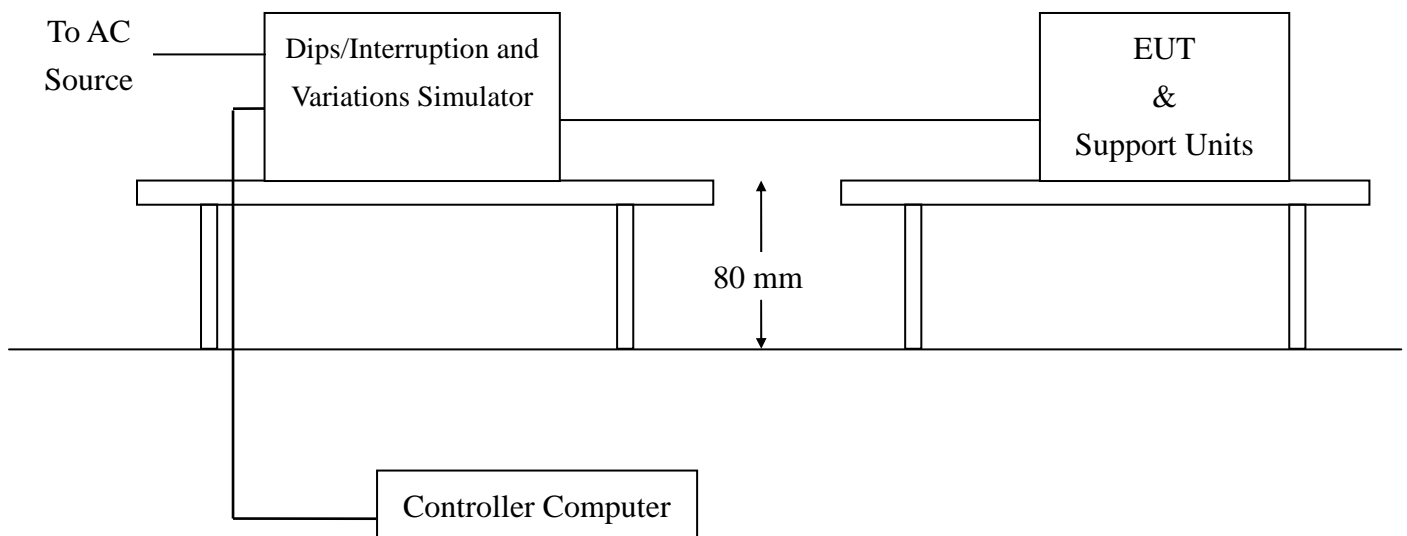 To AC
Source
Dips/Interruption and
Variations Simulator
EUT
&
Support Units
80 mm
Controller Computer